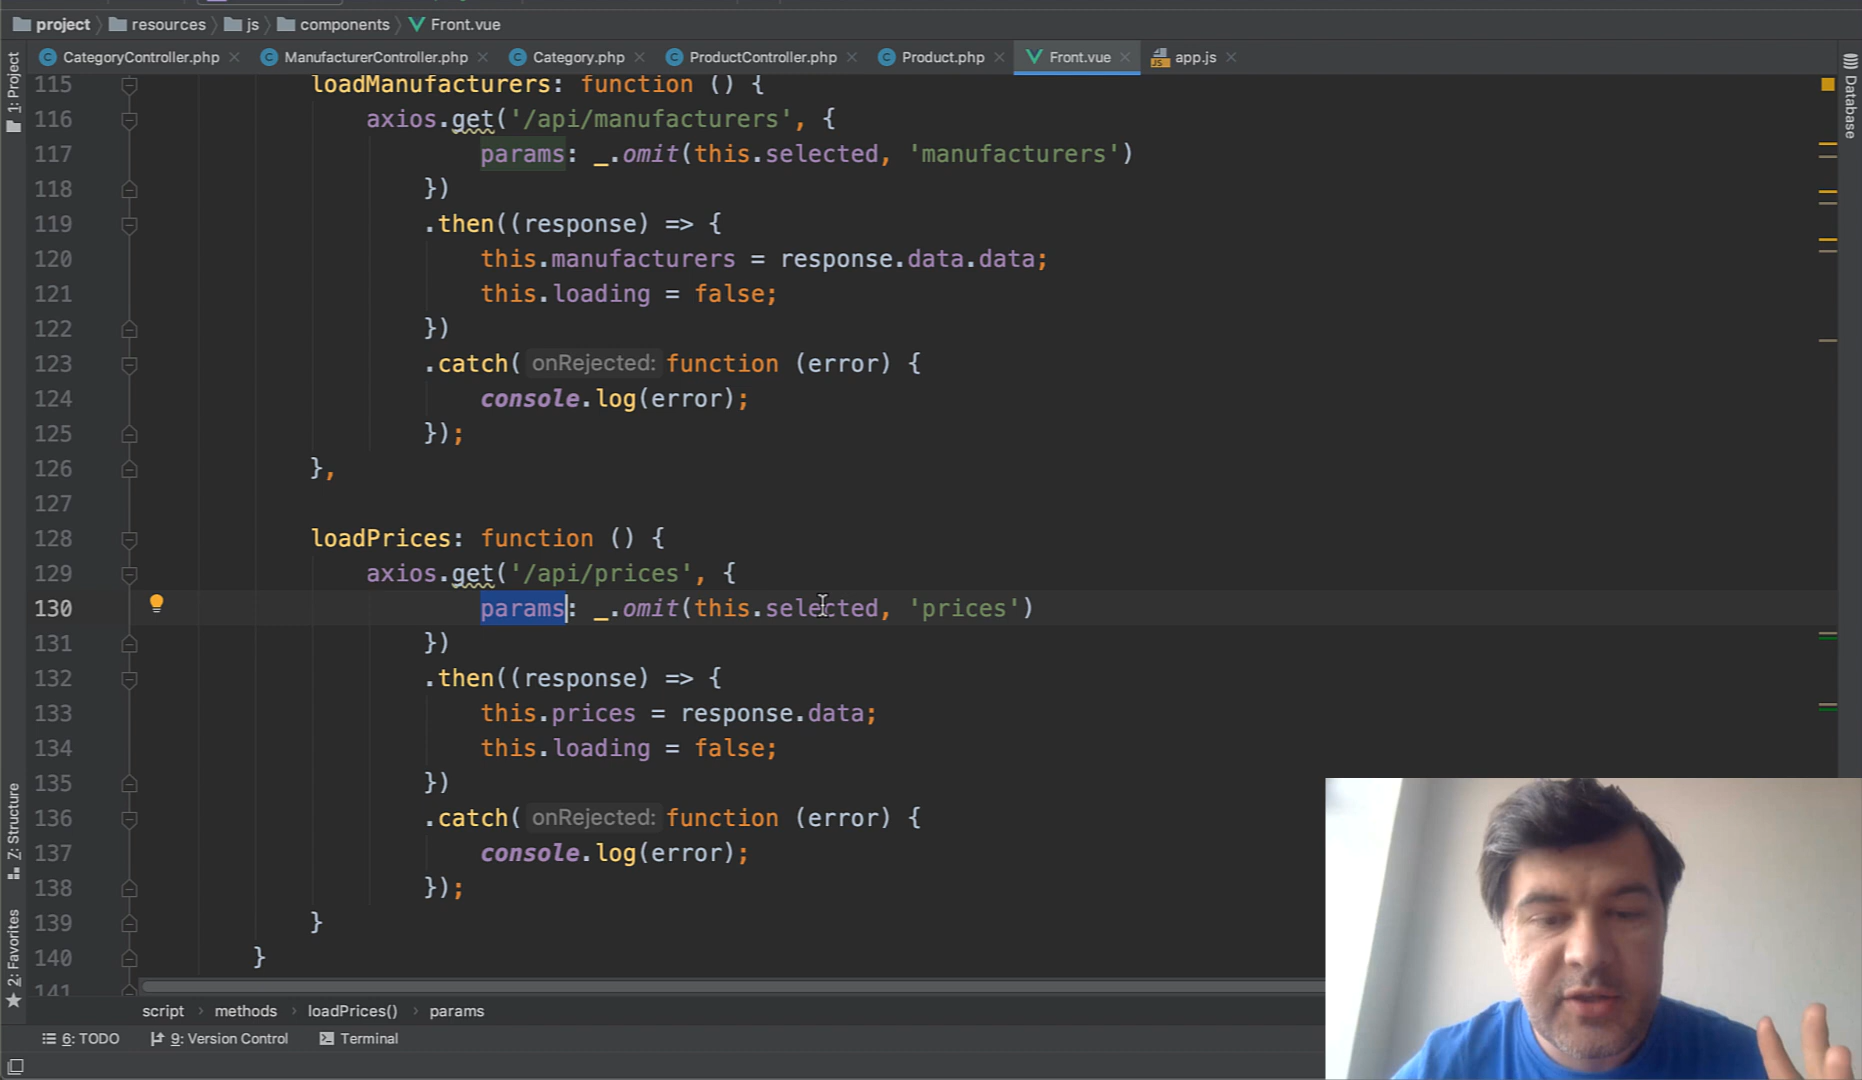 project › resources › js › components › Front.vue
CategoryController.php × ManufacturerController.php × Category.php × ProductController.php × Product.php × Front.vue × app.js ×
1: Project
Database
115 loadManufacturers: function () {
116 axios.get('/api/manufacturers', {
117 params: _.omit(this.selected, 'manufacturers')
118 })
119 .then((response) => {
120 this.manufacturers = response.data.data;
121 this.loading = false;
122 })
123 .catch( onRejected: function (error) {
124 console.log(error);
125 });
126 },
127
128 loadPrices: function () {
129 axios.get('/api/prices', {
130 params: _.omit(this.selected, 'prices')
131 })
132 .then((response) => {
133 this.prices = response.data;
134 this.loading = false;
135 })
136 .catch( onRejected: function (error) {
137 console.log(error);
138 });
139 }
140 }
141
Z: Structure
2: Favorites
script › methods › loadPrices() › params
6: TODO 9: Version Control Terminal